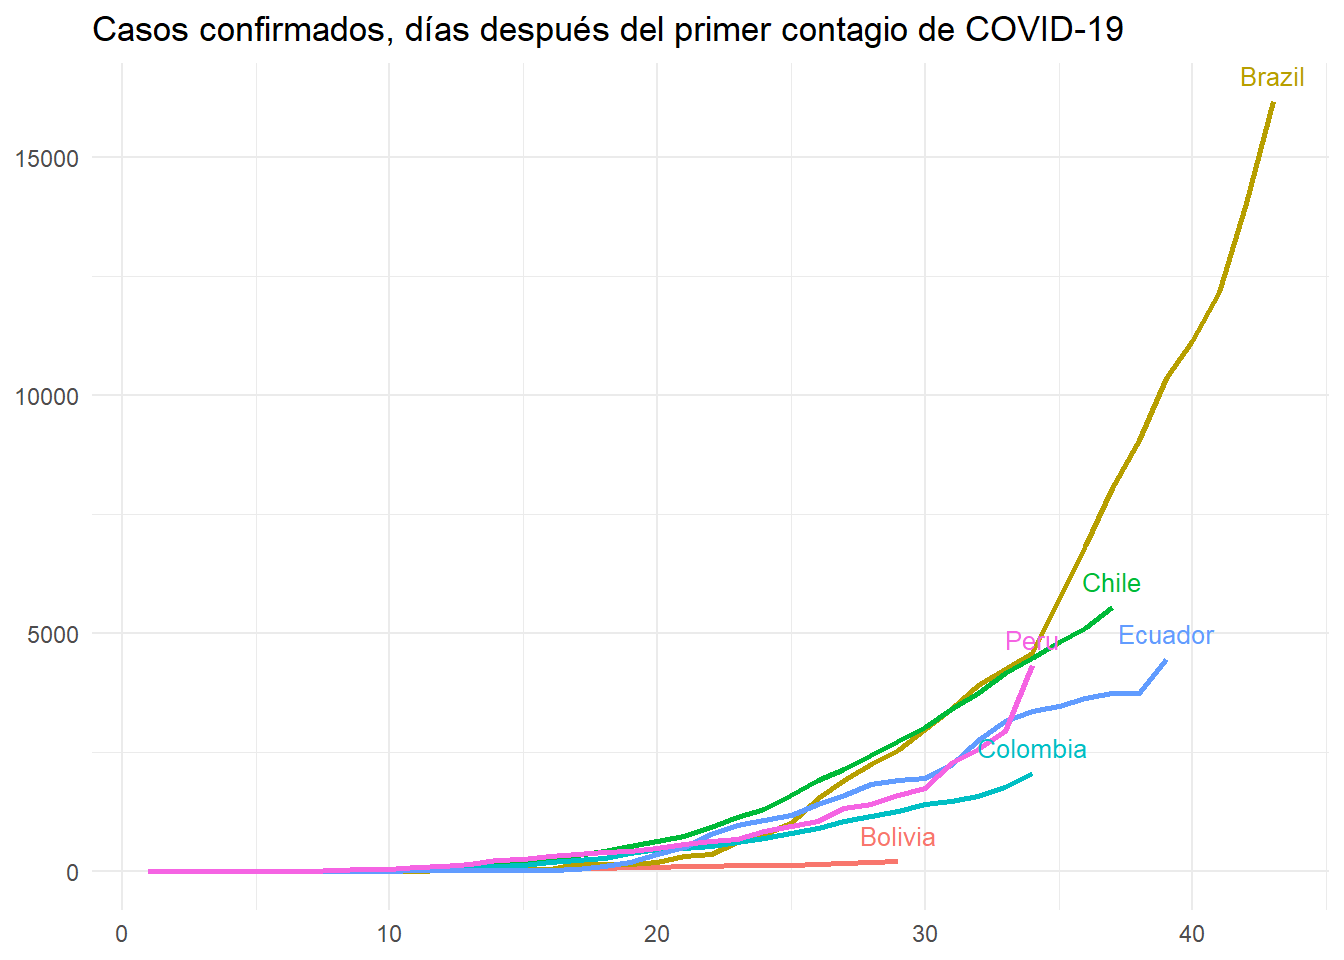 Casos confirmados, días después del primer contagio de COVID-19
Brazil
15000
10000
Chile
5000
Ecuador
Peru
Colombia
Bolivia
0
0 10 20 30 40